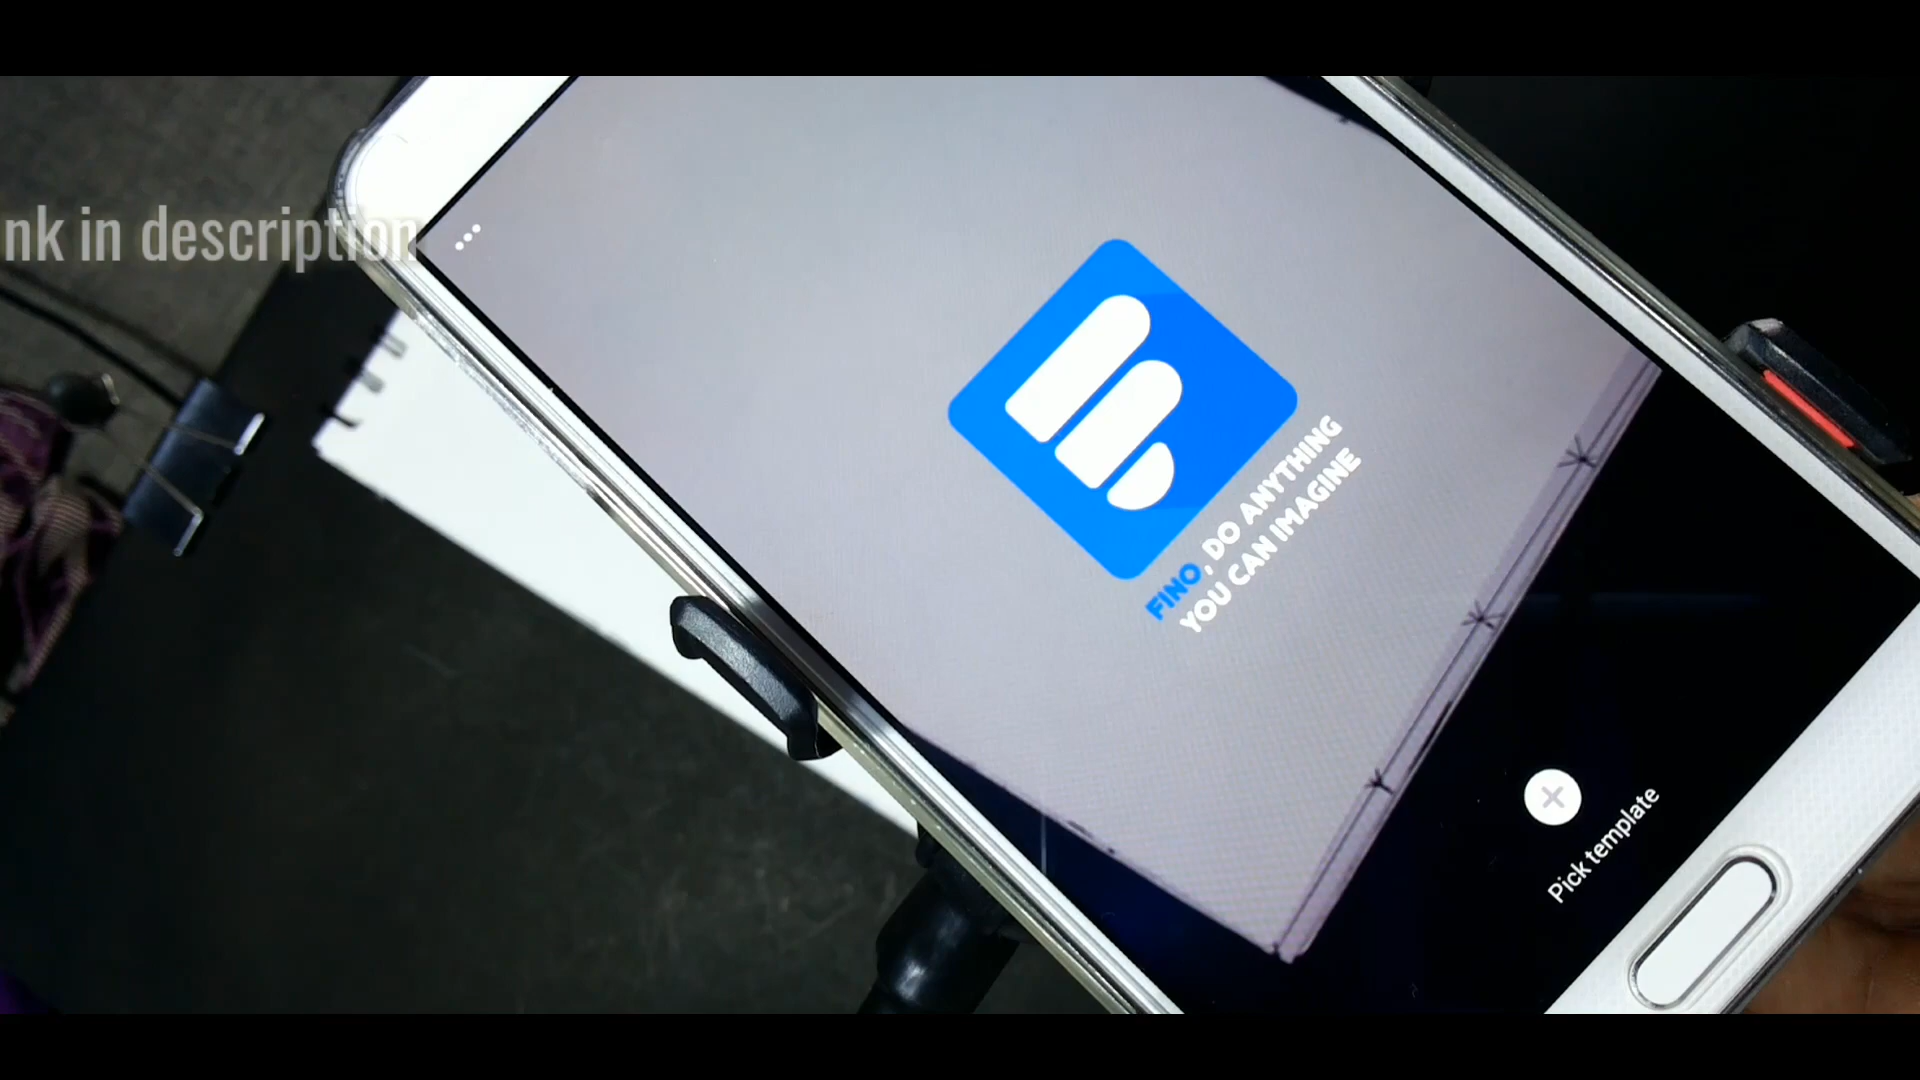 nk in description
FINO, DO ANYTHING
YOU CAN IMAGINE
Pick template